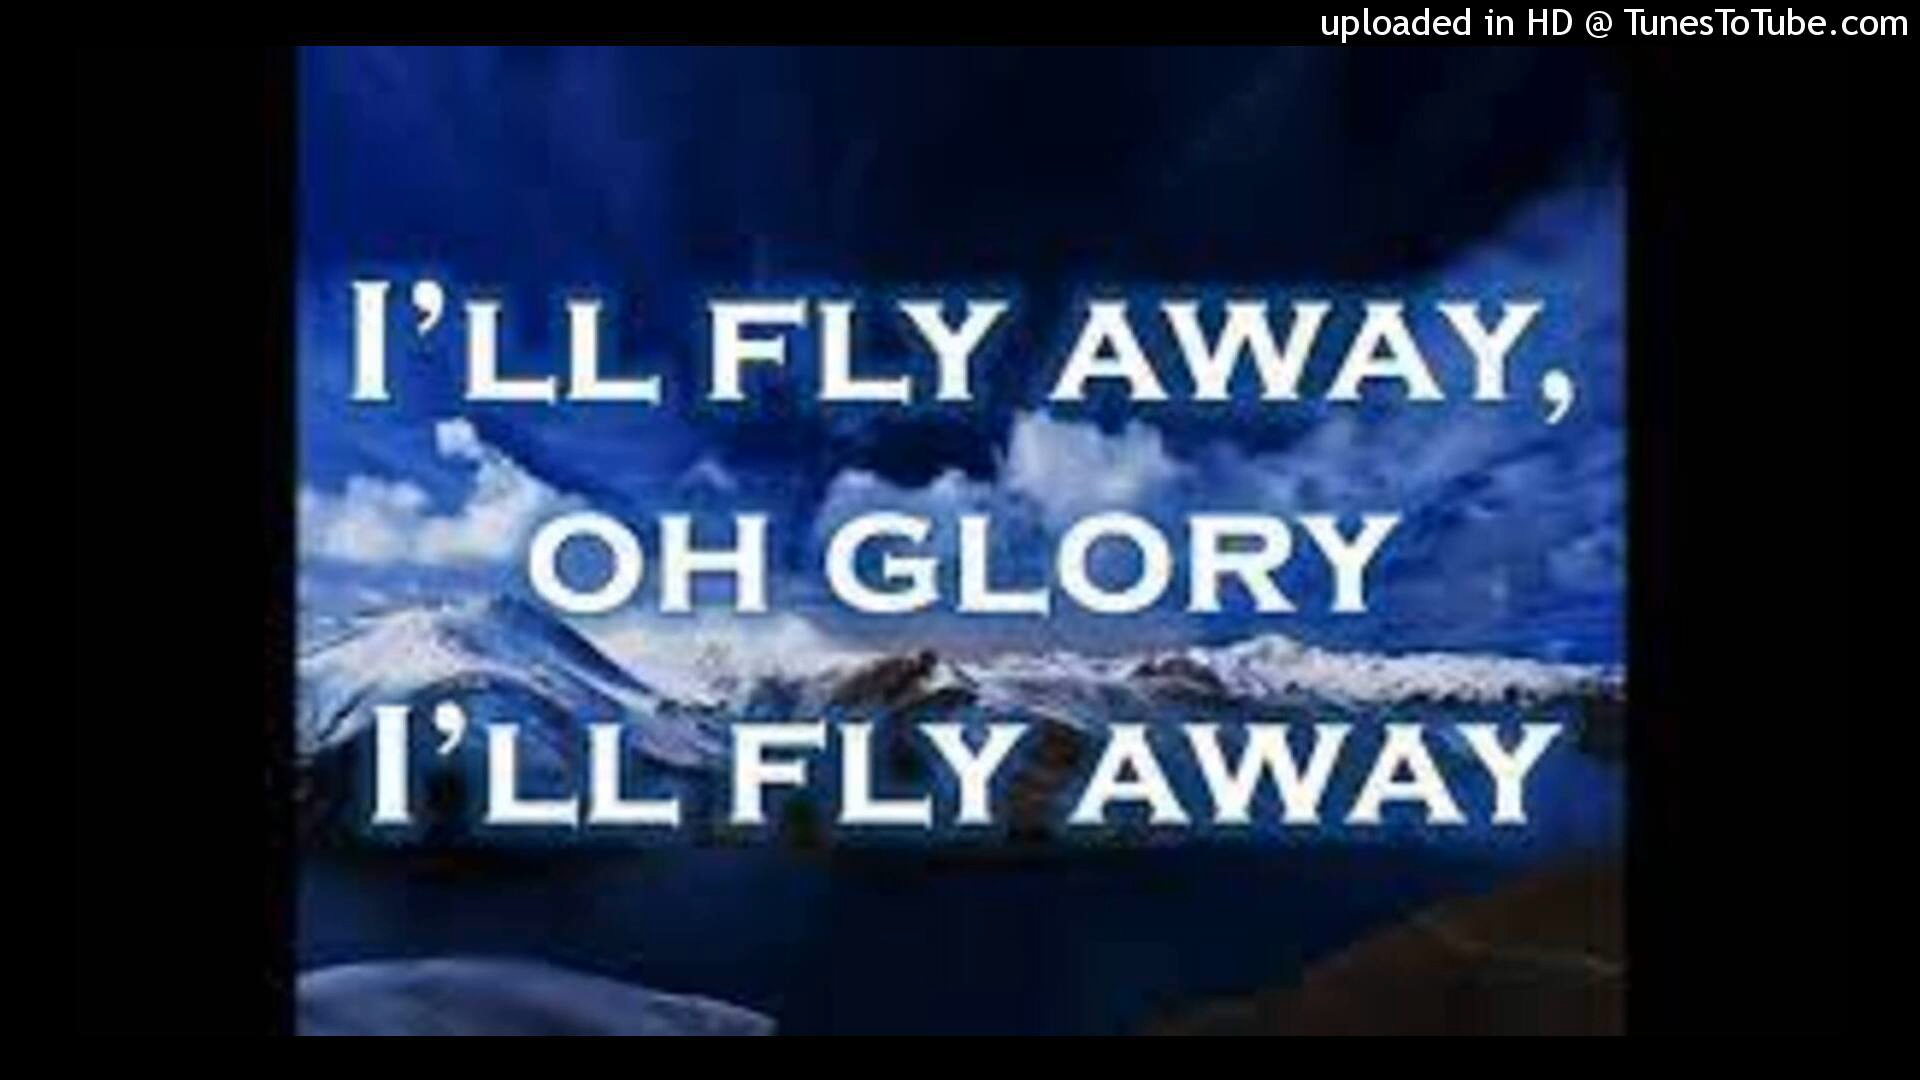 uploaded in HD @ TunesToTube.com
I'LL FLY AWAY,
OH GLORY
I'LL FLY AWAY